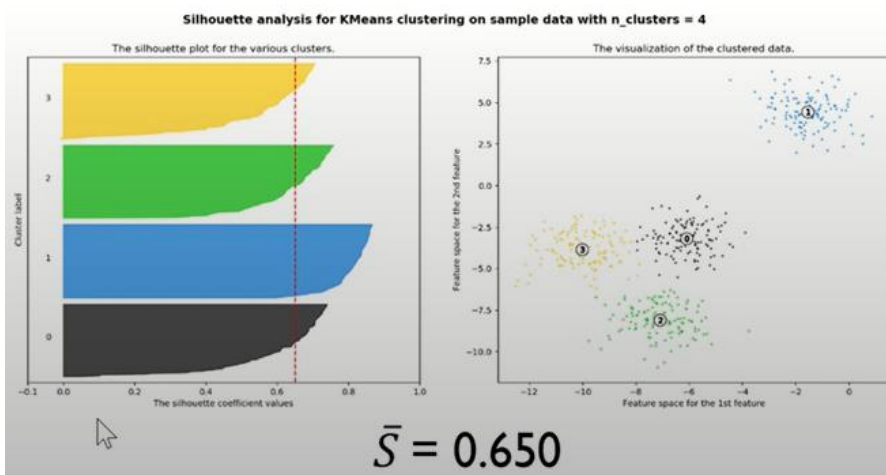 Silhouette analysis for KMeans clustering on sample data with n_clusters = 4
The silhouette plot for the various clusters.
3
2
1
0
Cluster label
−0.1 0.0 0.2 0.4 0.6 0.8 1.0
The silhouette coefficient values
The visualization of the clustered data.
7.5
5.0
2.5
0.0
−2.5
−5.0
−7.5
−10.0
Feature space for the 2nd feature
1
0
3
2
−12 −10 −8 −6 −4 −2 0
Feature space for the 1st feature
S̄ = 0.650